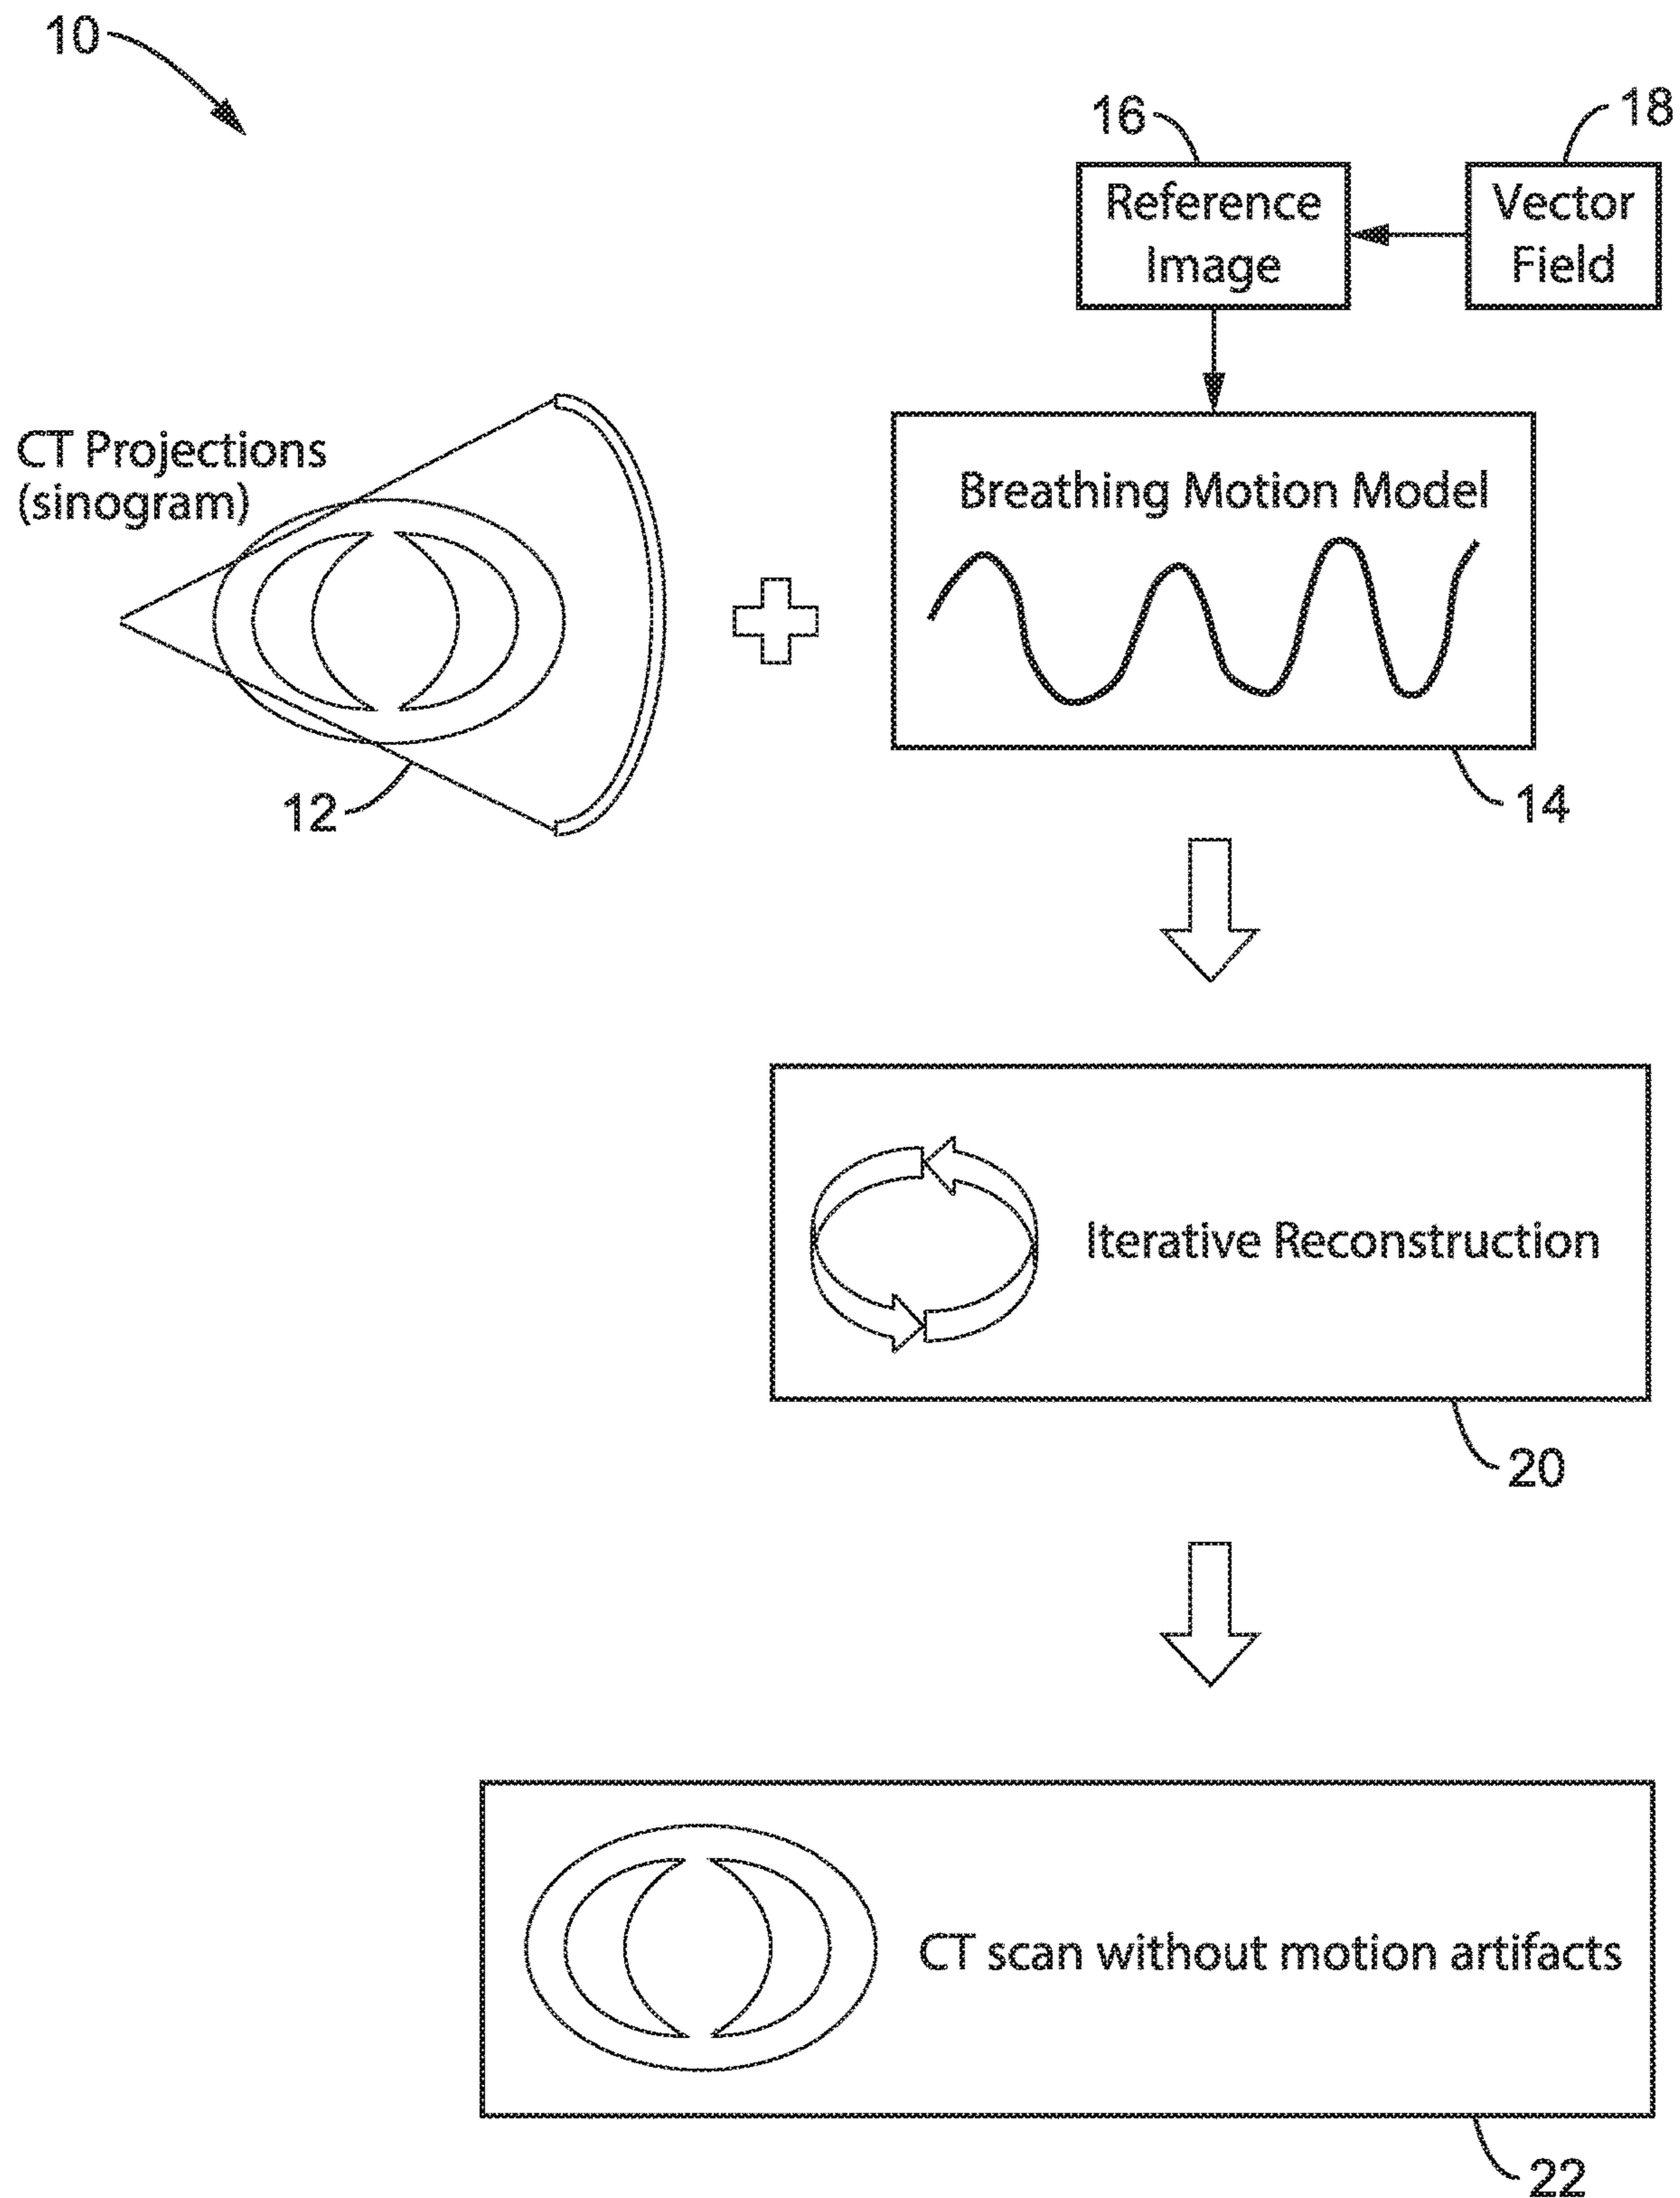 10
16
18
Reference
Image
Vector
Field
CT Projections
(sinogram)
Breathing Motion Model
12
14
Iterative Reconstruction
20
CT scan without motion artifacts
22